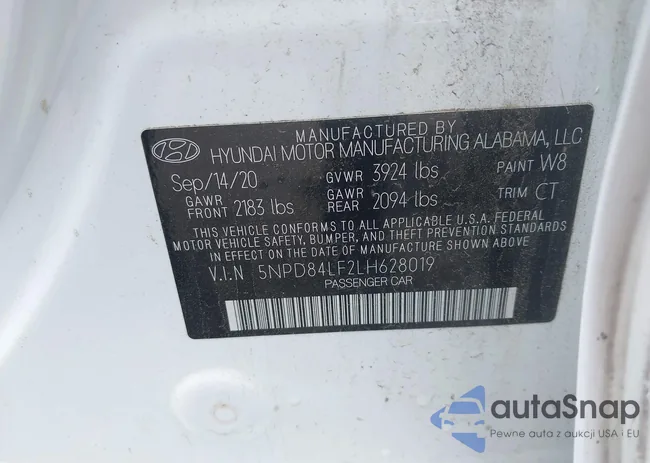 MANUFACTURED BY
HYUNDAI MOTOR MANUFACTURING ALABAMA, LLC
Sep/14/20 GVWR 3924 lbs PAINT W8
GAWR FRONT 2183 lbs GAWR REAR 2094 lbs TRIM CT
THIS VEHICLE CONFORMS TO ALL APPLICABLE U.S.A. FEDERAL
MOTOR VEHICLE SAFETY, BUMPER, AND THEFT PREVENTION STANDARDS
IN EFFECT ON THE DATE OF MANUFACTURE SHOWN ABOVE.
V.I.N 5NPD84LF2LH628019
PASSENGER CAR
autaSnap
Pewne auta z aukcji USA i EU